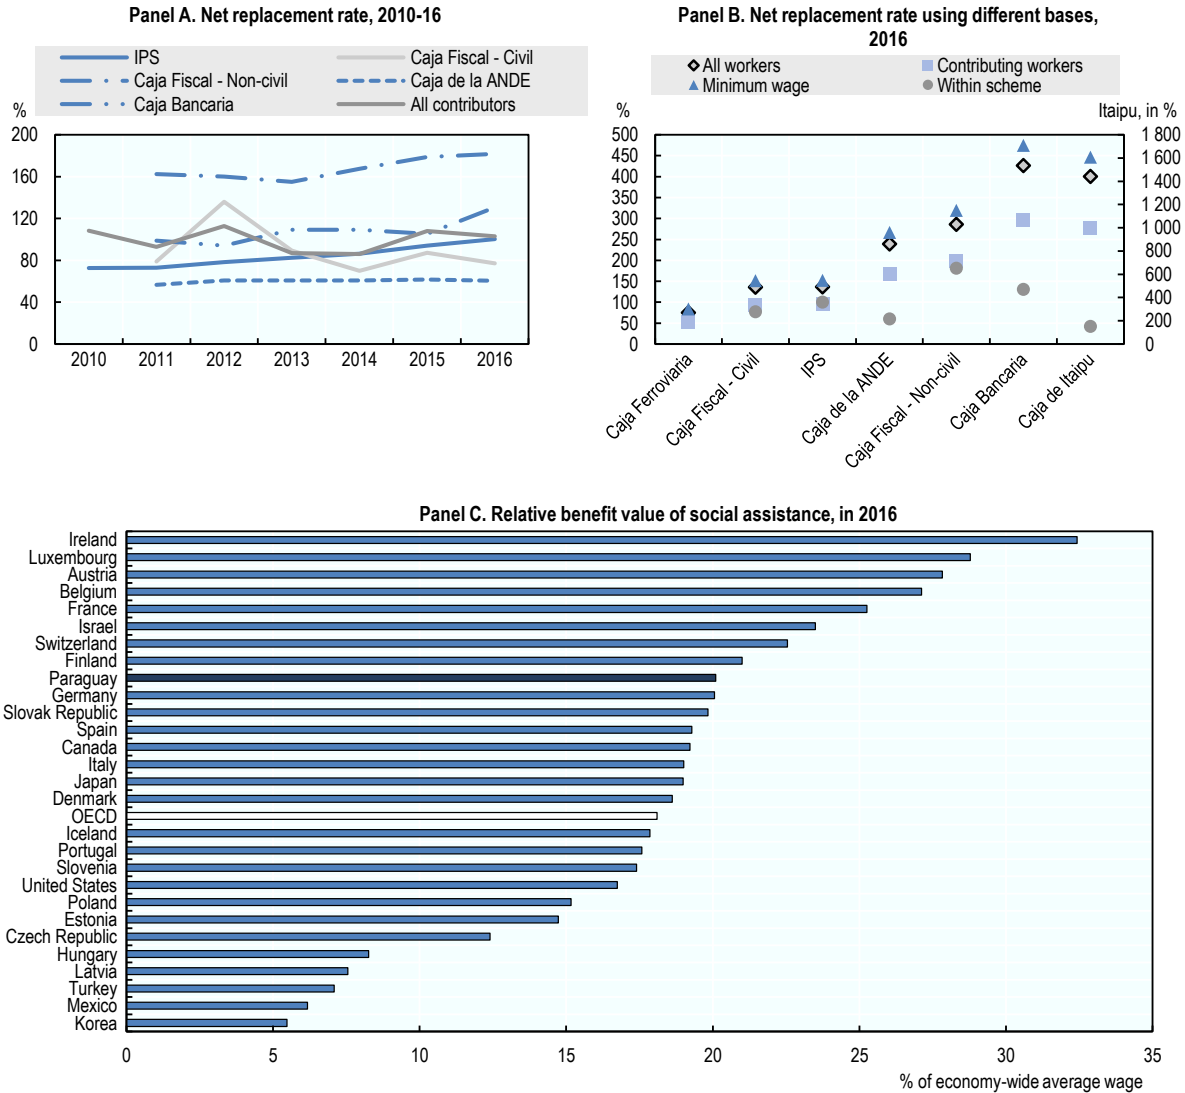 Panel A. Net replacement rate, 2010-16
IPS
Caja Fiscal - Civil
Caja Fiscal - Non-civil
Caja de la ANDE
Caja Bancaria
All contributors
%
200
160
120
80
40
0
2010
2011
2012
2013
2014
2015
2016
Panel B. Net replacement rate using different bases,
2016
All workers
Contributing workers
Minimum wage
Within scheme
%
Itaipu, in %
500
450
400
350
300
250
200
150
100
50
0
1 800
1 600
1 400
1 200
1 000
800
600
400
200
0
Caja Ferroviaria
Caja Fiscal - Civil
IPS
Caja de la ANDE
Caja Fiscal - Non-civil
Caja Bancaria
Caja de Itaipu
Panel C. Relative benefit value of social assistance, in 2016
Ireland
Luxembourg
Austria
Belgium
France
Israel
Switzerland
Finland
Paraguay
Germany
Slovak Republic
Spain
Canada
Italy
Japan
Denmark
OECD
Iceland
Portugal
Slovenia
United States
Poland
Estonia
Czech Republic
Hungary
Latvia
Turkey
Mexico
Korea
0
5
10
15
20
25
30
35
% of economy-wide average wage